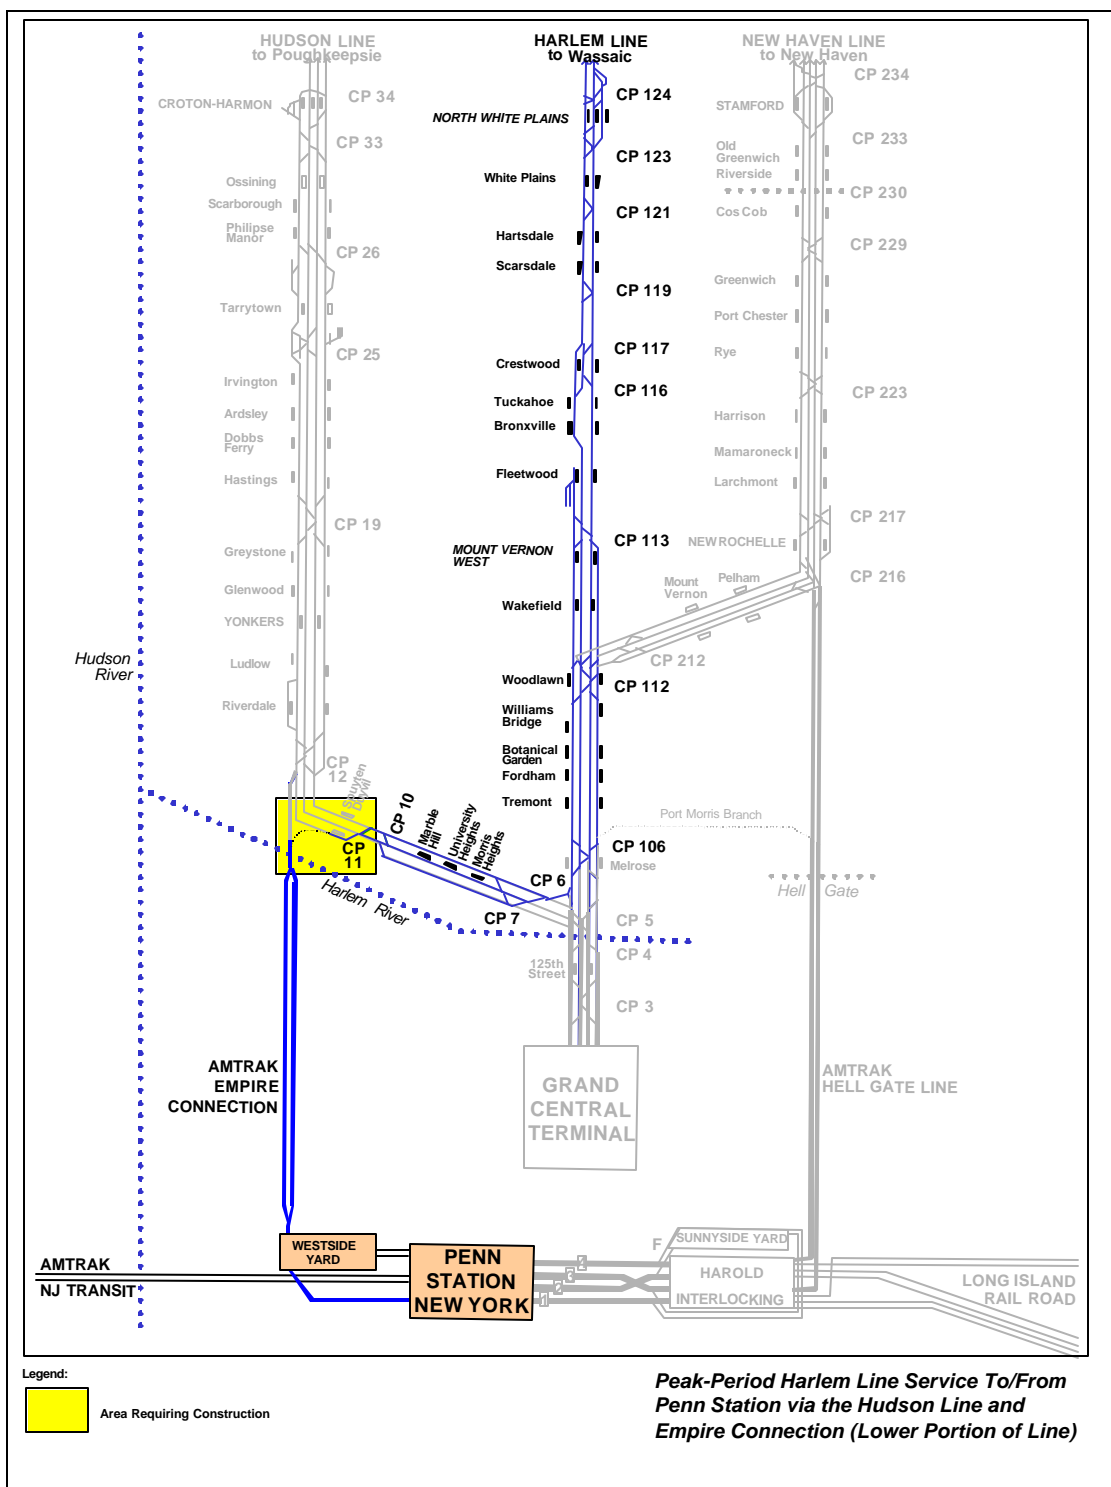 HUDSON LINE
to Poughkeepsie
HARLEM LINE
to Wassaic
NEW HAVEN LINE
to New Haven
CP 234
CP 34
CROTON-HARMON
CP 124
NORTH WHITE PLAINS
STAMFORD
CP 33
CP 233
CP 123
Old
Greenwich
Riverside
Ossining
White Plains
CP 230
Scarborough
CP 121
Cos Cob
Philipse
Manor
Hartsdale
CP 26
CP 229
Scarsdale
Greenwich
CP 119
Tarrytown
Port Chester
CP 25
CP 117
Rye
Crestwood
Irvington
CP 116
CP 223
Tuckahoe
Ardsley
Harrison
Bronxville
Dobbs
Ferry
Mamaroneck
Hastings
Fleetwood
Larchmont
CP 19
CP 217
Greystone
MOUNT VERNON
WEST
CP 113
NEW ROCHELLE
CP 216
Mount
Vernon
Pelham
Glenwood
Wakefield
YONKERS
Hudson
River
Ludlow
CP 212
Woodlawn
CP 112
Riverdale
Williams
Bridge
Botanical
Garden
CP
12
Fordham
Spuyten
Duyvil
Tremont
CP 10
Marble
Hill
University
Heights
Morris
Heights
Port Morris Branch
CP
11
CP 106
Melrose
CP 6
Harlem River
Hell Gate
CP 7
CP 5
CP 4
125th
Street
CP 3
AMTRAK
EMPIRE
CONNECTION
GRAND
CENTRAL
TERMINAL
AMTRAK
HELL GATE LINE
WESTSIDE
YARD
F
SUNNYSIDE YARD
AMTRAK
NJ TRANSIT
PENN
STATION
NEW YORK
4
3
2
1
HAROLD
INTERLOCKING
LONG ISLAND
RAIL ROAD
Legend:
Area Requiring Construction
Peak-Period Harlem Line Service To/From
Penn Station via the Hudson Line and
Empire Connection (Lower Portion of Line)